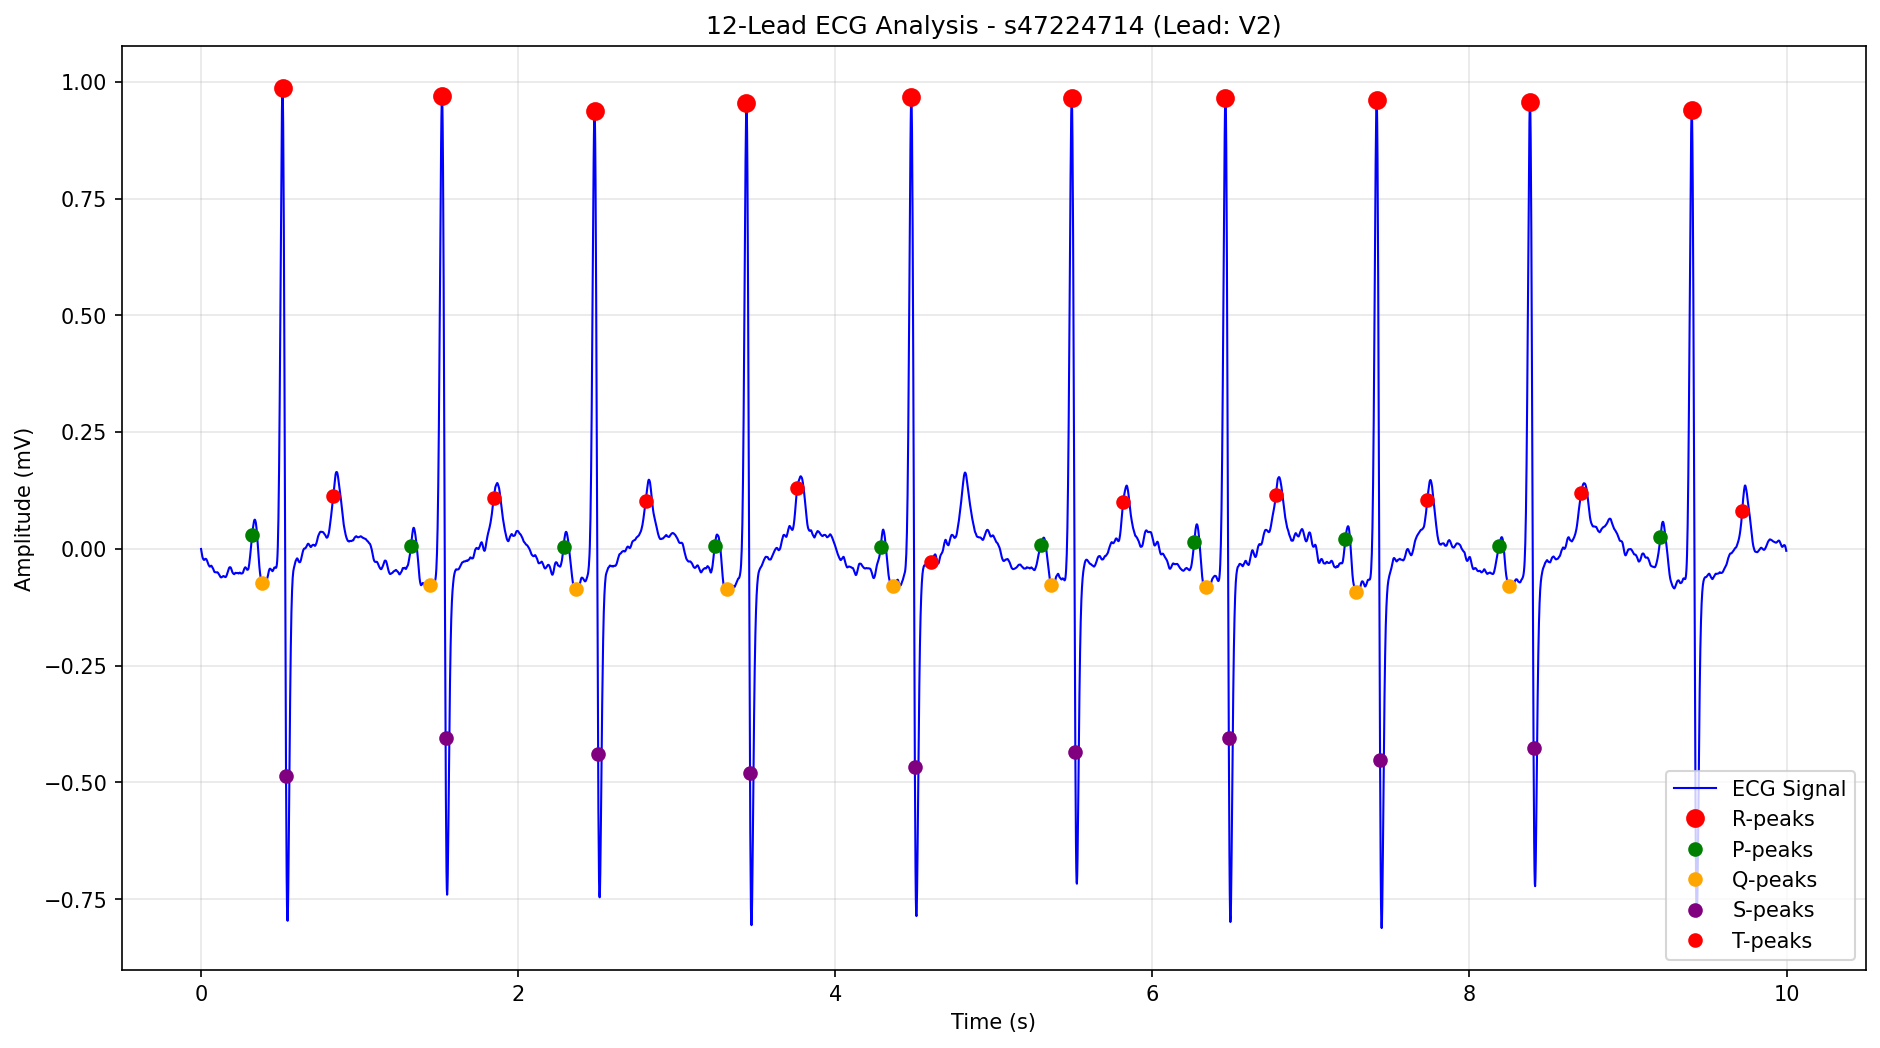 12-Lead ECG Analysis - s47224714 (Lead: V2)
1.00
0.75
0.50
0.25
0.00
−0.25
−0.50
−0.75
Amplitude (mV)
0
2
4
6
8
10
Time (s)
ECG Signal
R-peaks
P-peaks
Q-peaks
S-peaks
T-peaks